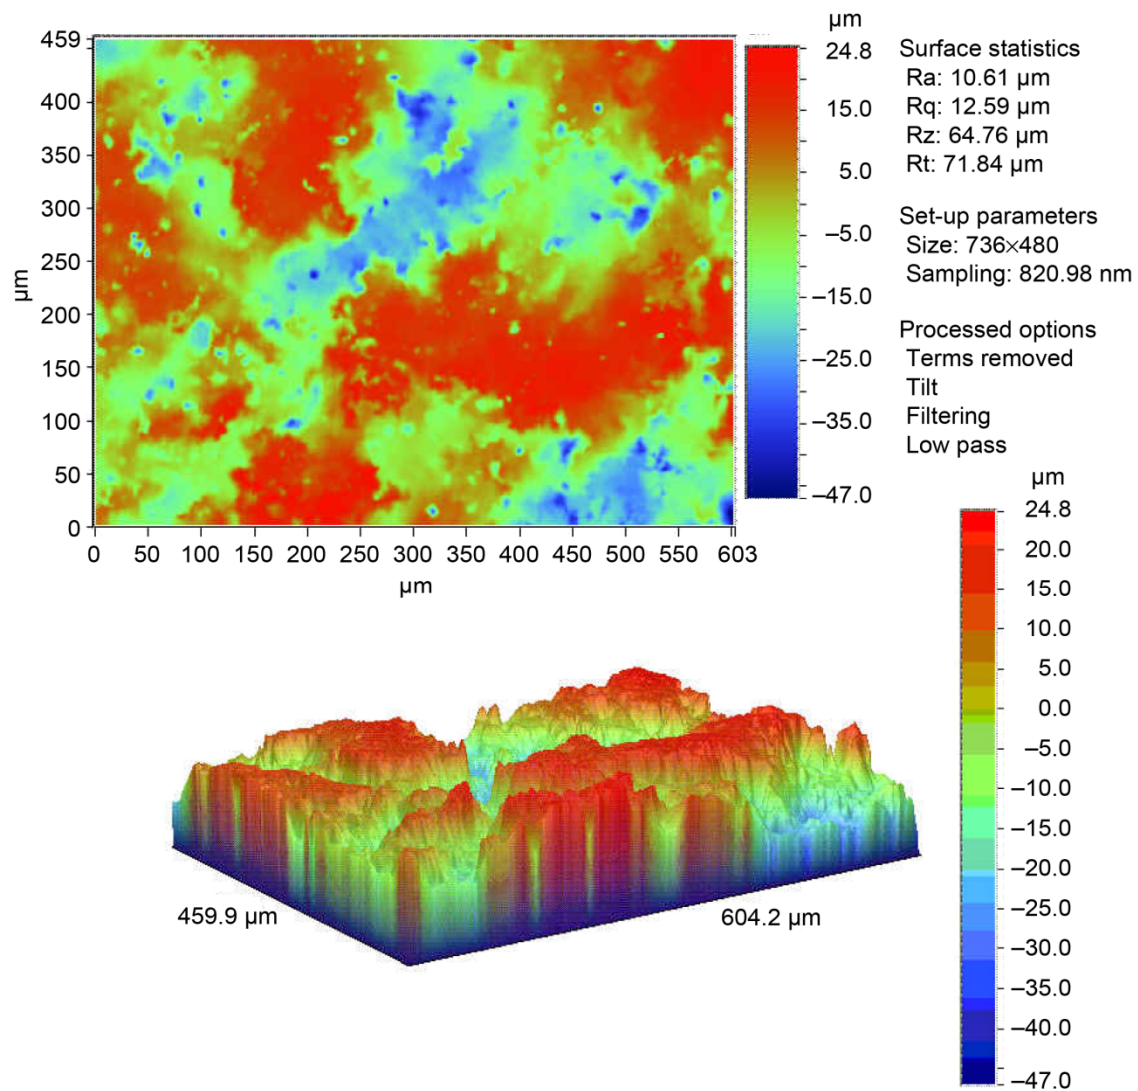 µm
459
400
350
300
250
200
150
100
50
0
µm
0 50 100 150 200 250 300 350 400 450 500 550 603
µm
24.8
15.0
5.0
–5.0
–15.0
–25.0
–35.0
–47.0
Surface statistics
Ra: 10.61 µm
Rq: 12.59 µm
Rz: 64.76 µm
Rt: 71.84 µm
Set-up parameters
Size: 736×480
Sampling: 820.98 nm
Processed options
Terms removed
Tilt
Filtering
Low pass
µm
24.8
20.0
15.0
10.0
5.0
0.0
–5.0
–10.0
–15.0
–20.0
–25.0
–30.0
–35.0
–40.0
–47.0
459.9 µm
604.2 µm